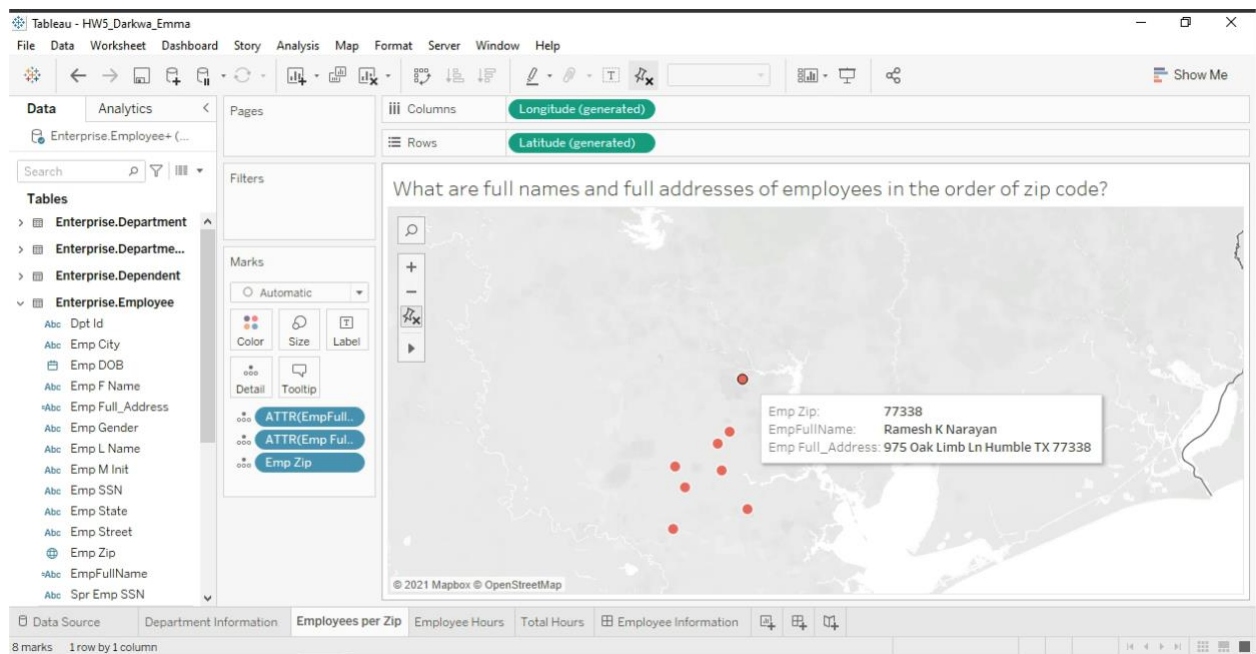 Tableau - HW5_Darkwa_Emma
File Data Worksheet Dashboard Story Analysis Map Format Server Window Help
Show Me
Data Analytics
Enterprise.Employee+ (...
Search
Tables
Enterprise.Department
Enterprise.Departme...
Enterprise.Dependent
Enterprise.Employee
Abc Dpt Id
Abc Emp City
Emp DOB
Abc Emp F Name
=Abc Emp Full_Address
Abc Emp Gender
Abc Emp L Name
Abc Emp M Init
Abc Emp SSN
Abc Emp State
Abc Emp Street
Emp Zip
=Abc EmpFullName
Abc Spr Emp SSN
Pages
Filters
Marks
Automatic
Color Size Label
Detail Tooltip
ATTR(EmpFull..
ATTR(Emp Ful..
Emp Zip
iii Columns Longitude (generated)
Rows Latitude (generated)
What are full names and full addresses of employees in the order of zip code?
Emp Zip: 77338
EmpFullName: Ramesh K Narayan
Emp Full_Address: 975 Oak Limb Ln Humble TX 77338
© 2021 Mapbox © OpenStreetMap
Data Source Department Information Employees per Zip Employee Hours Total Hours Employee Information
8 marks 1 row by 1 column